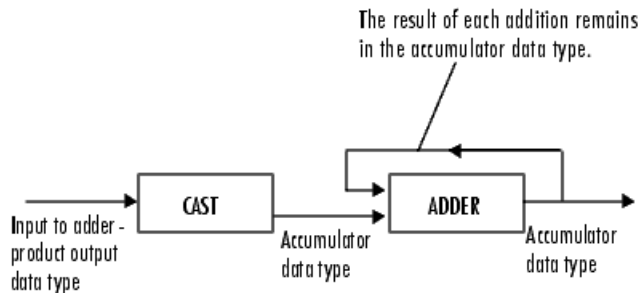 The result of each addition remains
in the accumulator data type.
CAST
ADDER
Input to adder -
product output
data type
Accumulator
data type
Accumulator
data type